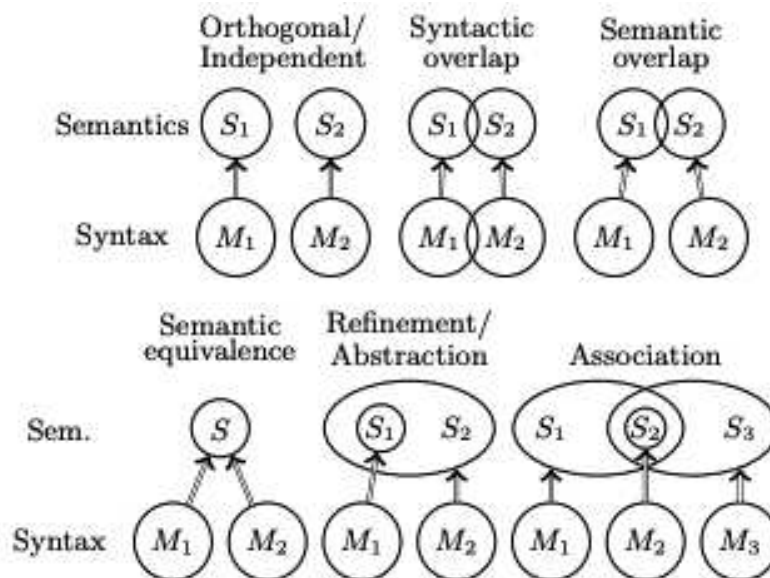 Orthogonal/ Syntactic Semantic
Independent overlap overlap
Semantics S₁ S₂ S₁ S₂ S₁ S₂
Syntax M₁ M₂ M₁ M₂ M₁ M₂
Semantic Refinement/
equivalence Abstraction Association
Sem. S S₁ S₂ S₁ S₂ S₃
Syntax M₁ M₂ M₁ M₂ M₁ M₂ M₃